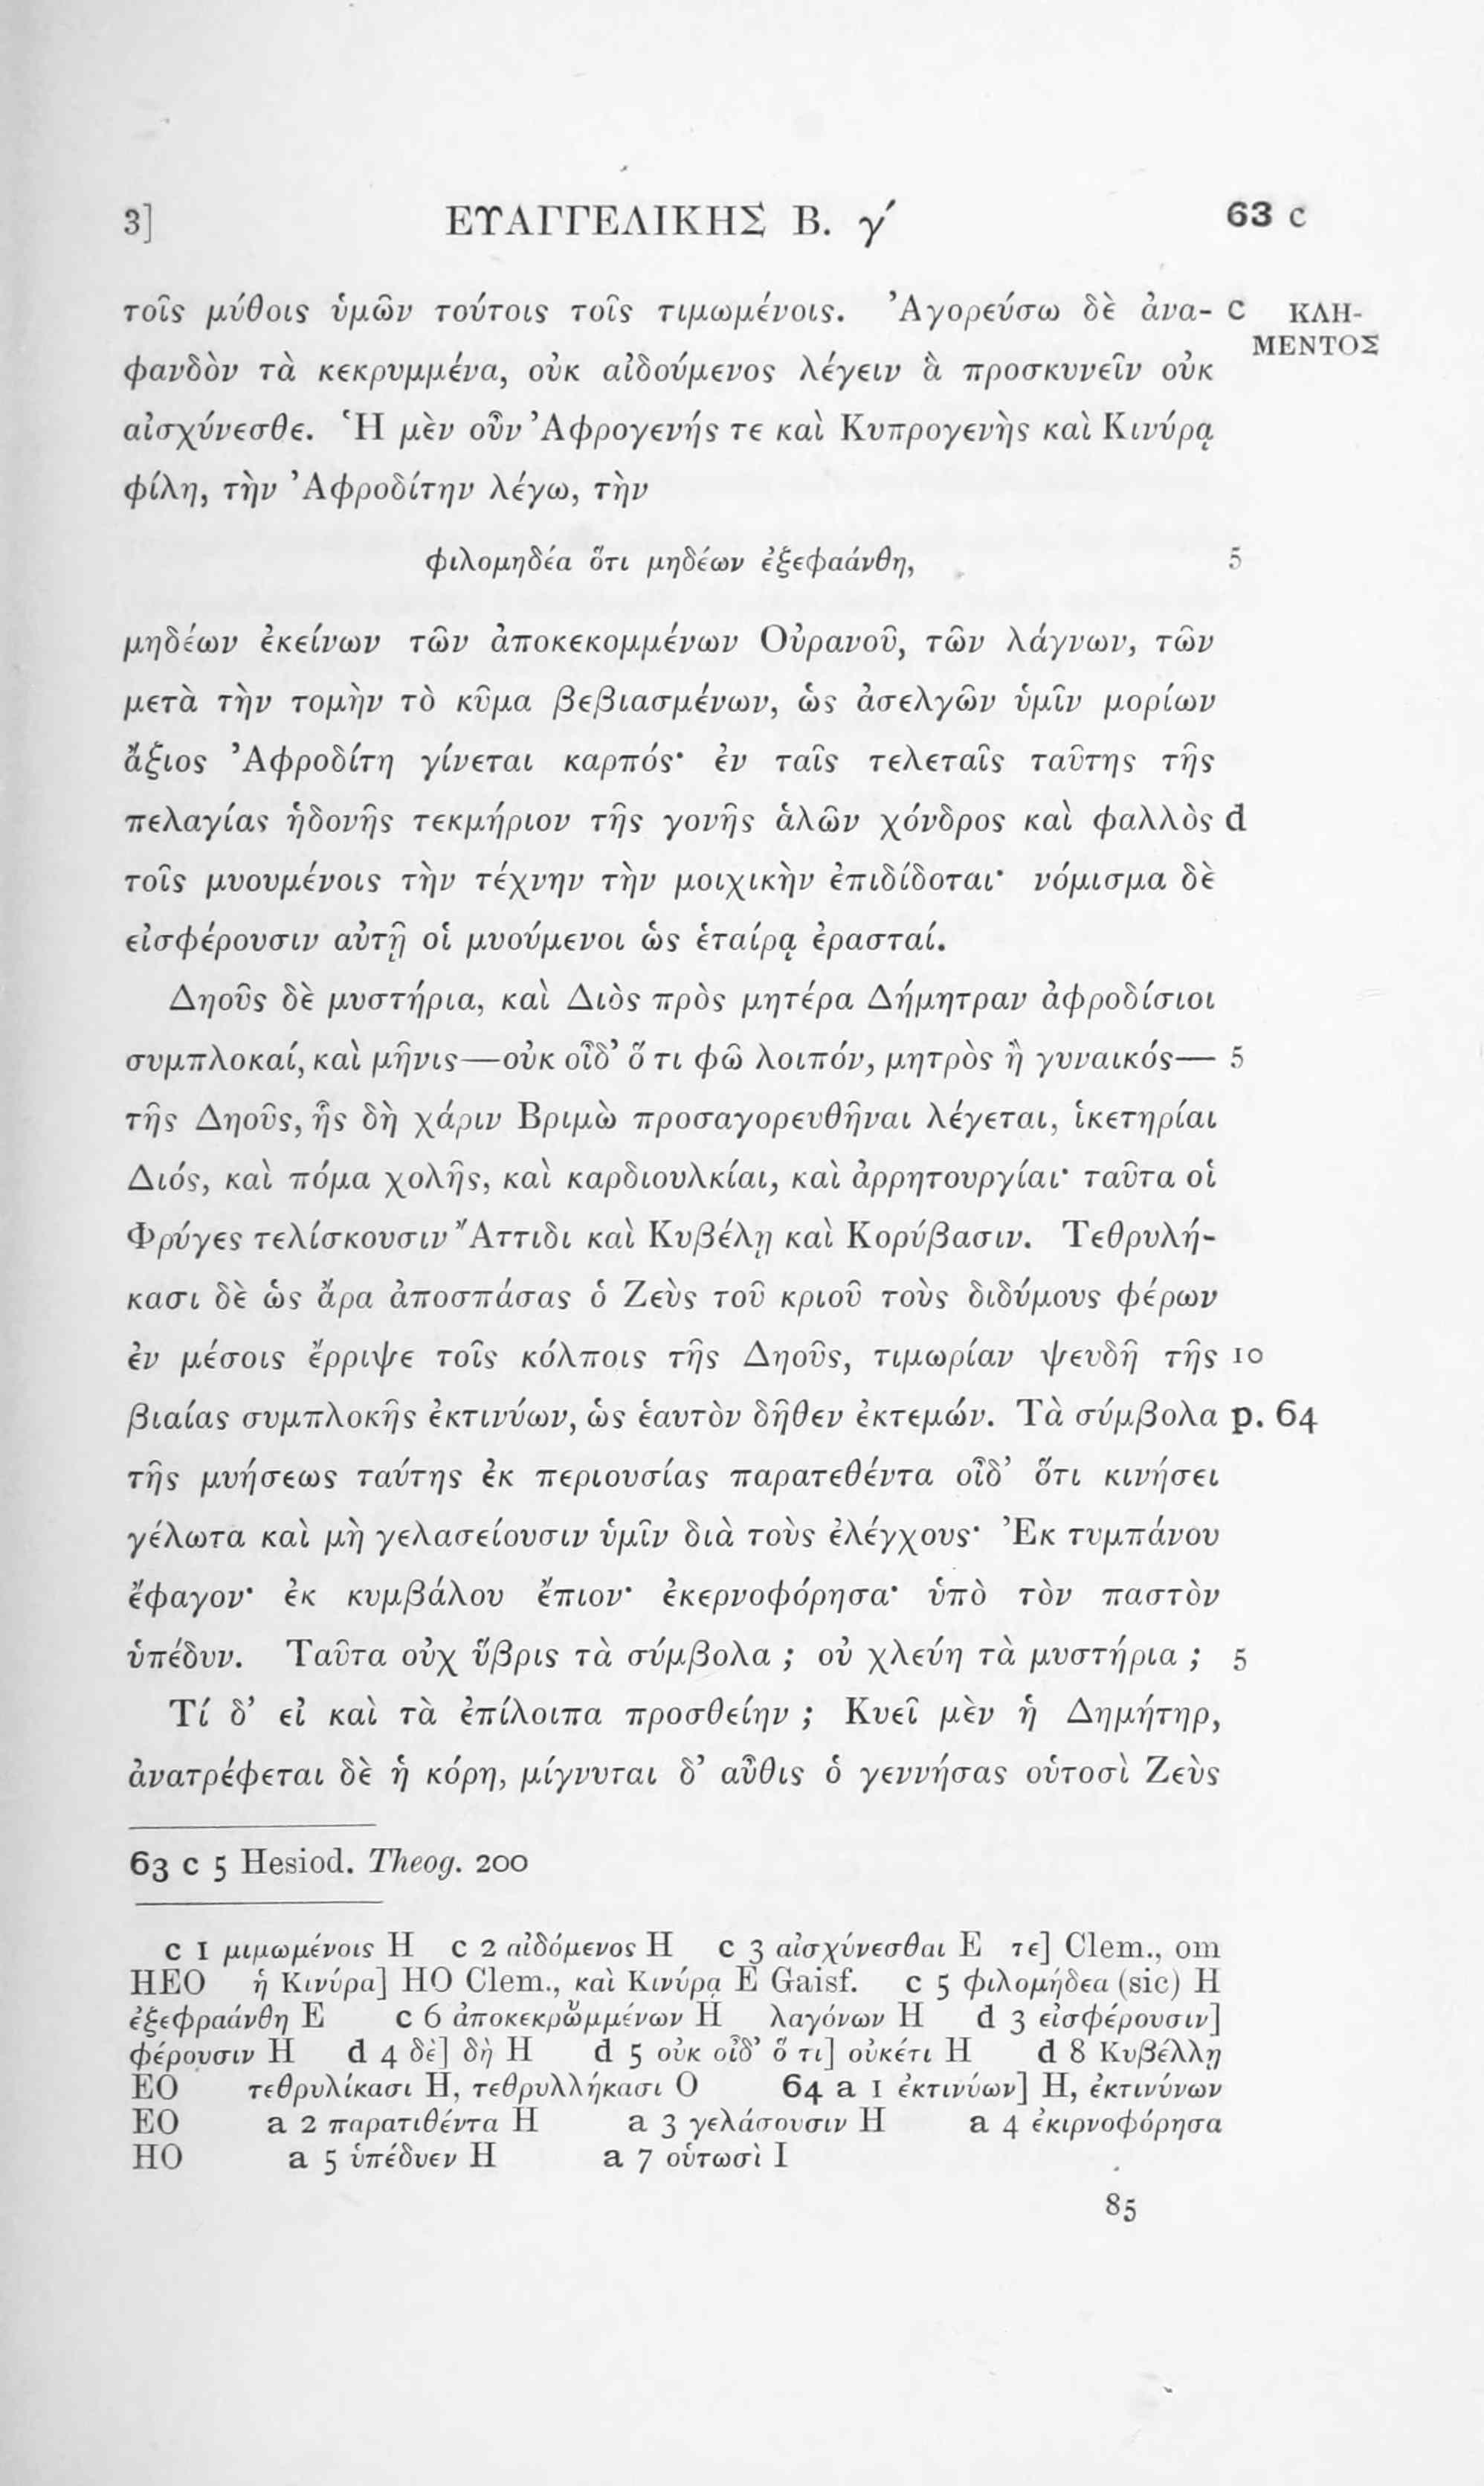 3] ΕΥΑΓΓΕΛΙΚΗΣ Β. γ´ 63 c
τοῖς μύθοις ὑμῶν τούτοις τοῖς τιμωμένοις. Ἀγορεύσω δὲ ἀνα- c ΚΛΗ-
ΜΕΝΤΟΣ
φανδὸν τὰ κεκρυμμένα, οὐκ αἰδούμενος λέγειν ἃ προσκυνεῖν οὐκ
αἰσχύνεσθε. Ἡ μὲν οὖν Ἀφρογενής τε καὶ Κυπρογενὴς καὶ Κινύρᾳ
φίλη, τὴν Ἀφροδίτην λέγω, τὴν
φιλομηδέα ὅτι μηδέων ἐξεφαάνθη, 5
μηδέων ἐκείνων τῶν ἀποκεκομμένων Οὐρανοῦ, τῶν λάγνων, τῶν
μετὰ τὴν τομὴν τὸ κῦμα βεβιασμένων, ὡς ἀσελγῶν ὑμῖν μορίων
ἄξιος Ἀφροδίτη γίνεται καρπός· ἐν ταῖς τελεταῖς ταῦτης τῆς
πελαγίας ἡδονῆς τεκμήριον τῆς γονῆς ἁλῶν χόνδρος καὶ φαλλὸς d
τοῖς μυουμένοις τὴν τέχνην τὴν μοιχικὴν ἐπιδίδοται· νόμισμα δὲ
εἰσφέρουσιν αὐτῇ οἱ μυούμενοι ὡς ἑταίρᾳ ἐρασταί.
Δηοῦς δὲ μυστήρια, καὶ Διὸς πρὸς μητέρα Δήμητραν ἀφροδίσιοι
συμπλοκαί, καὶ μῆνις—οὐκ οἶδ’ ὅ τι φῶ λοιπόν, μητρὸς ἢ γυναικός— 5
τῆς Δηοῦς, ἧς δὴ χάριν Βριμὼ προσαγορευθῆναι λέγεται, ἱκετηρίαι
Διός, καὶ πόμα χολῆς, καὶ καρδιουλκίαι, καὶ ἀρρητουργίαι· ταῦτα οἱ
Φρύγες τελίσκουσιν Ἄττιδι καὶ Κυβέλῃ καὶ Κορύβασιν. Τεθρυλή-
κασι δὲ ὡς ἄρα ἀποσπάσας ὁ Ζεὺς τοῦ κριοῦ τοὺς διδύμους φέρων
ἐν μέσοις ἔρριψε τοῖς κόλποις τῆς Δηοῦς, τιμωρίαν ψευδῆ τῆς 10
βιαίας συμπλοκῆς ἐκτινύων, ὡς ἑαυτὸν δῆθεν ἐκτεμών. Τὰ σύμβολα p. 64
τῆς μυήσεως ταύτης ἐκ περιουσίας παρατεθέντα οἶδ’ ὅτι κινήσει
γέλωτα καὶ μὴ γελασείουσιν ὑμῖν διὰ τοὺς ἐλέγχους· Ἐκ τυμπάνου
ἔφαγον· ἐκ κυμβάλου ἔπιον· ἐκερνοφόρησα· ὑπὸ τὸν παστὸν
ὑπέδυν. Ταῦτα οὐχ ὕβρις τὰ σύμβολα ; οὐ χλεύη τὰ μυστήρια ; 5
Τί δ’ εἰ καὶ τὰ ἐπίλοιπα προσθείην ; Κυεῖ μὲν ἡ Δημήτηρ,
ἀνατρέφεται δὲ ἡ κόρη, μίγνυται δ’ αὖθις ὁ γεννήσας οὑτοσὶ Ζεὺς
63 c 5 Hesiod. Theog. 200
c 1 μιμωμένοις H c 2 αἰδόμενος H c 3 αἰσχύνεσθαι E τε] Clem., om
HEO ἡ Κινύρα] HO Clem., καὶ Κινύρᾳ E Gaisf. c 5 φιλομήδεα (sic) H
ἐξεφραάνθη E c 6 ἀποκεκρωμμένων H λαγόνων H d 3 εἰσφέρουσιν]
φέρουσιν H d 4 δὲ] δὴ H d 5 οὐκ οἶδ’ ὅ τι] οὐκέτι H d 8 Κυβέλλῃ
EO τεθρυλίκασι H, τεθρυλλήκασι O 64 a 1 ἐκτινύων] H, ἐκτινύνων
EO a 2 παρατιθέντα H a 3 γελάσουσιν H a 4 ἐκιρνοφόρησα
HO a 5 ὑπέδυεν H a 7 οὑτωσὶ I
85